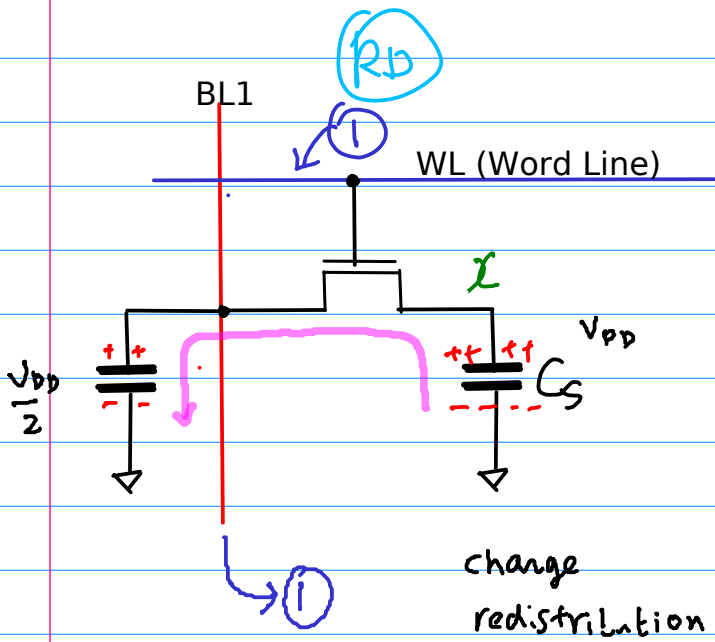 RD
BL1
1
WL (Word Line)
x
VDD
++ ++
+ +
VDD
2
CS
- -
- - - -
1
change
redistribution